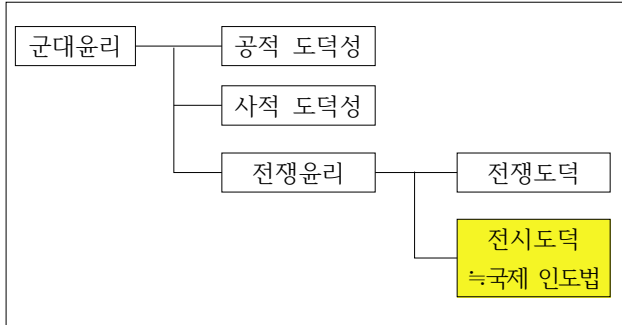 군대윤리
공적 도덕성
사적 도덕성
전쟁윤리
전쟁도덕
전시도덕
≒국제 인도법